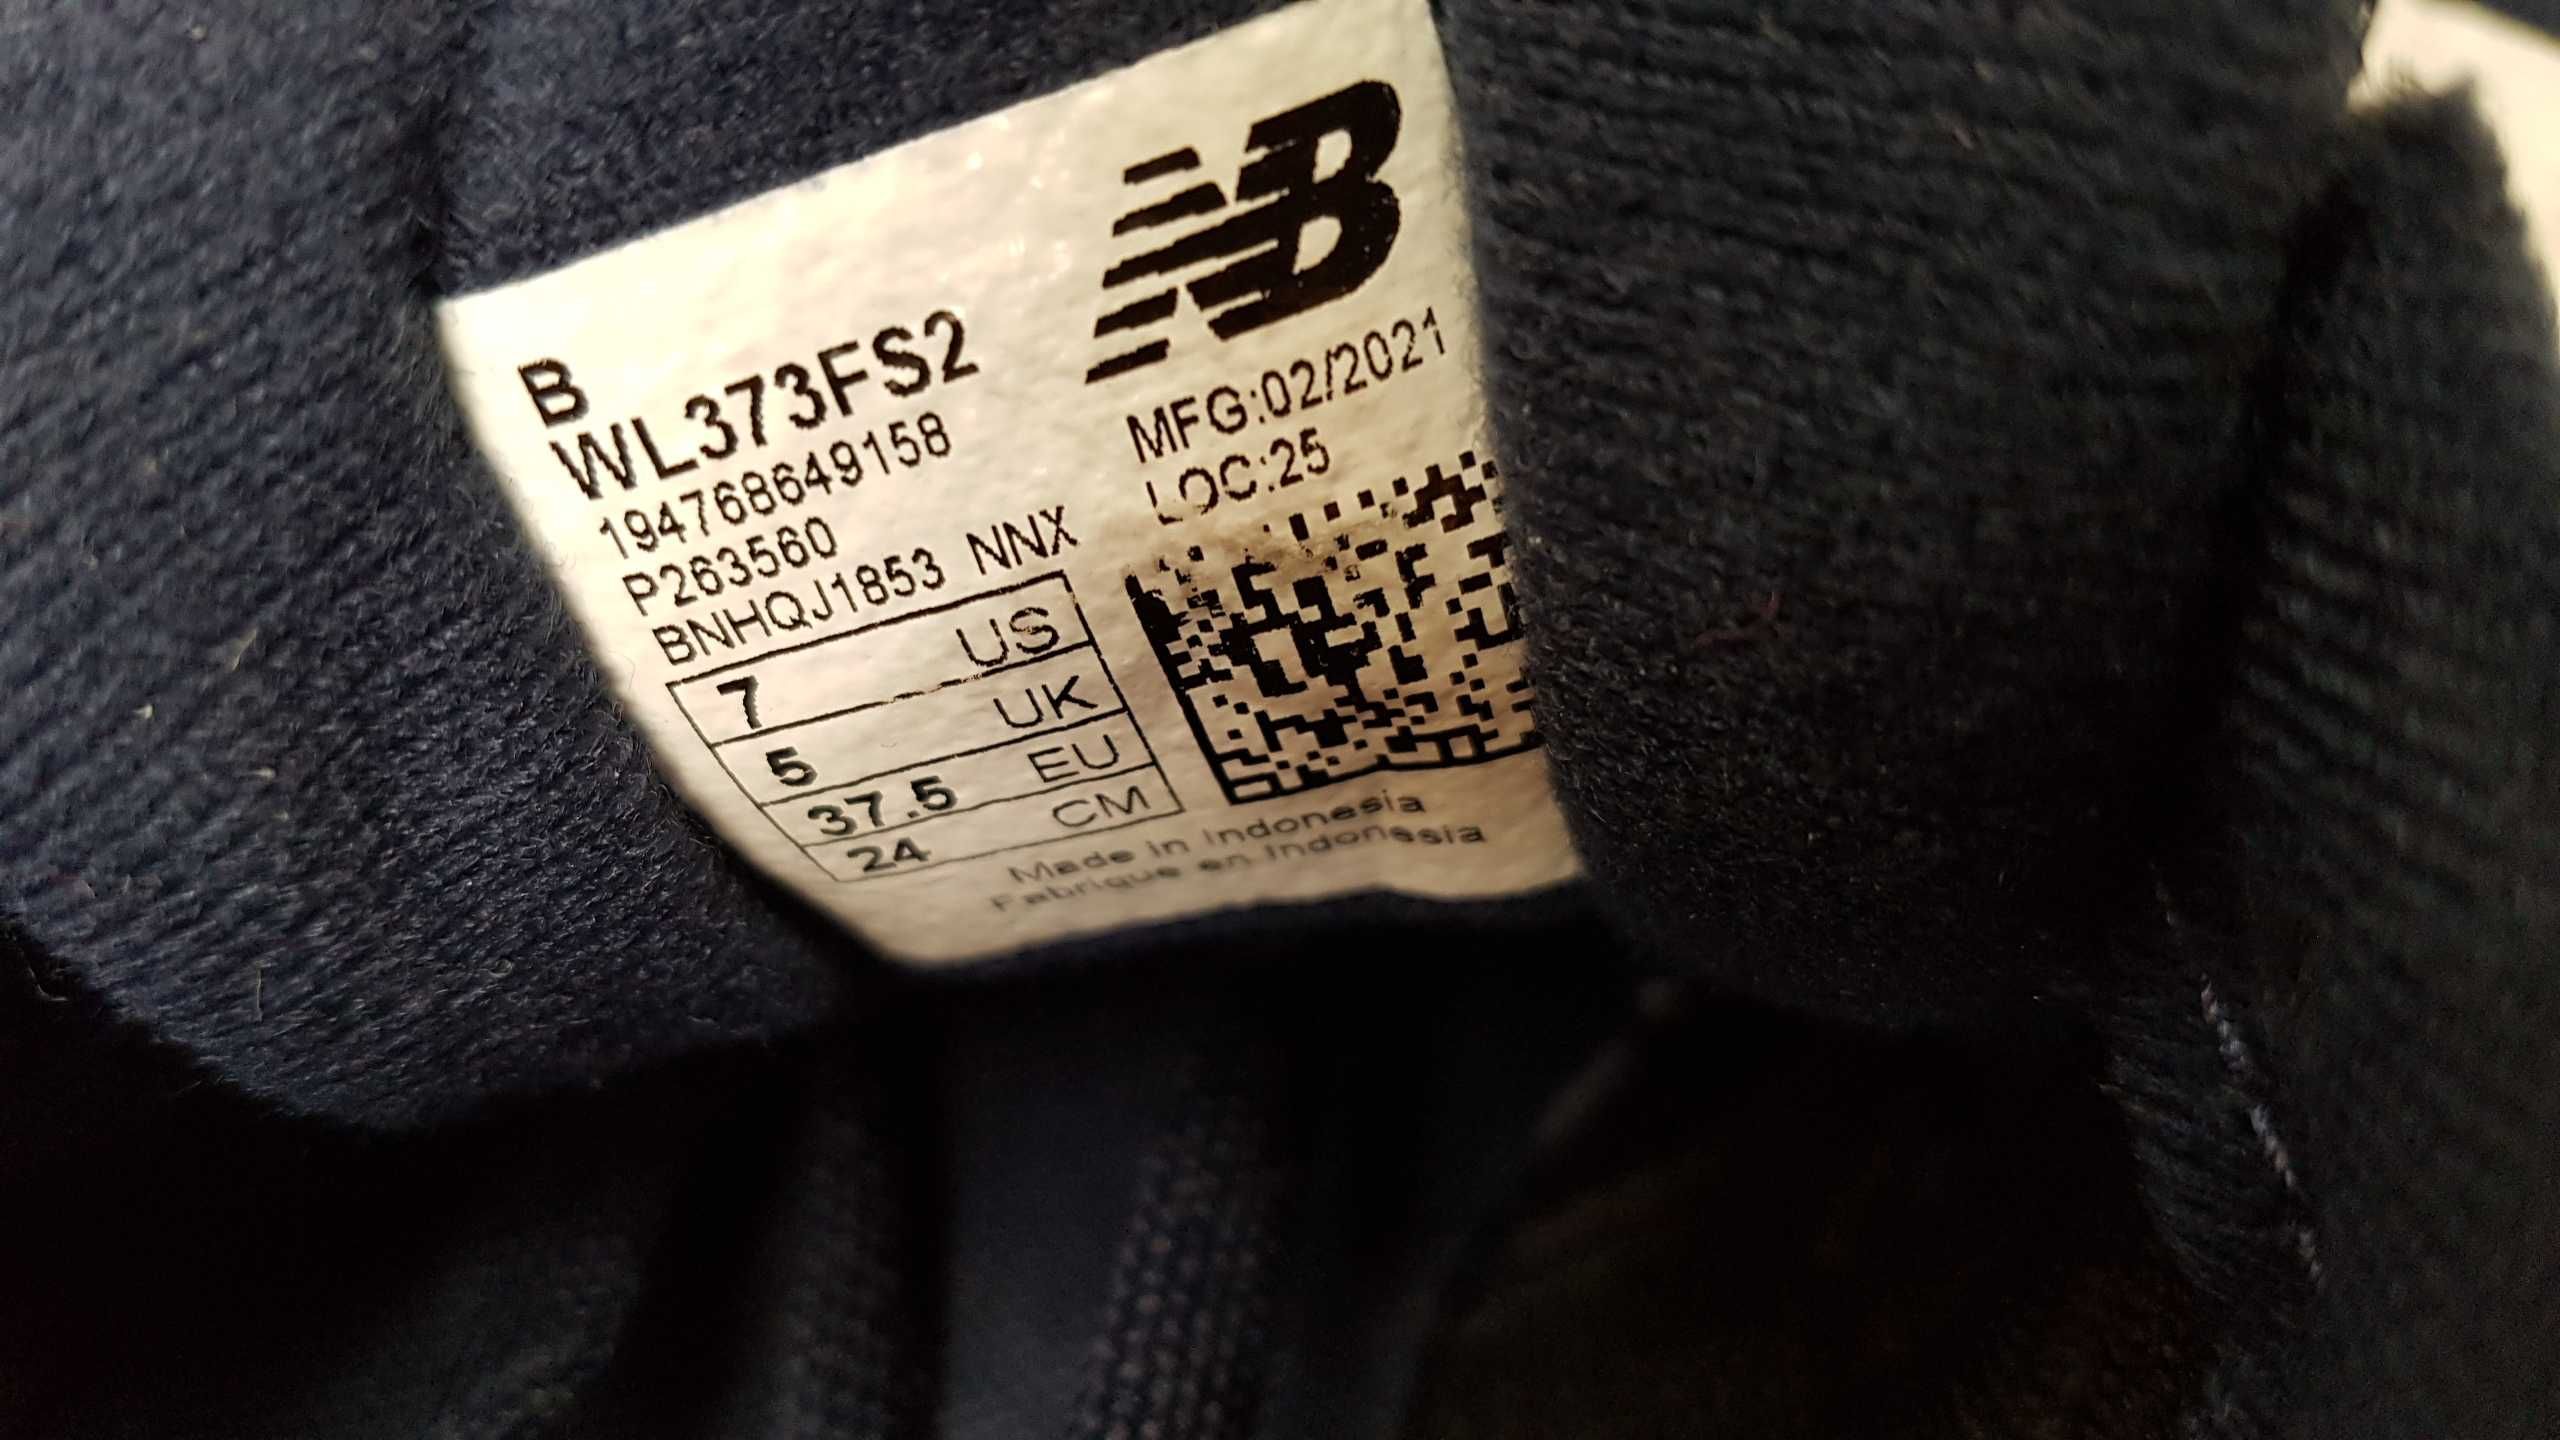 NB
B
WL373FS2
194768649158
P263560
BNHQJ1853 NNX
MFG:02/2021
LOC:25
7 US
5 UK
37.5 EU
24 CM
Made in Indonesia
Fabrique en Indonesia